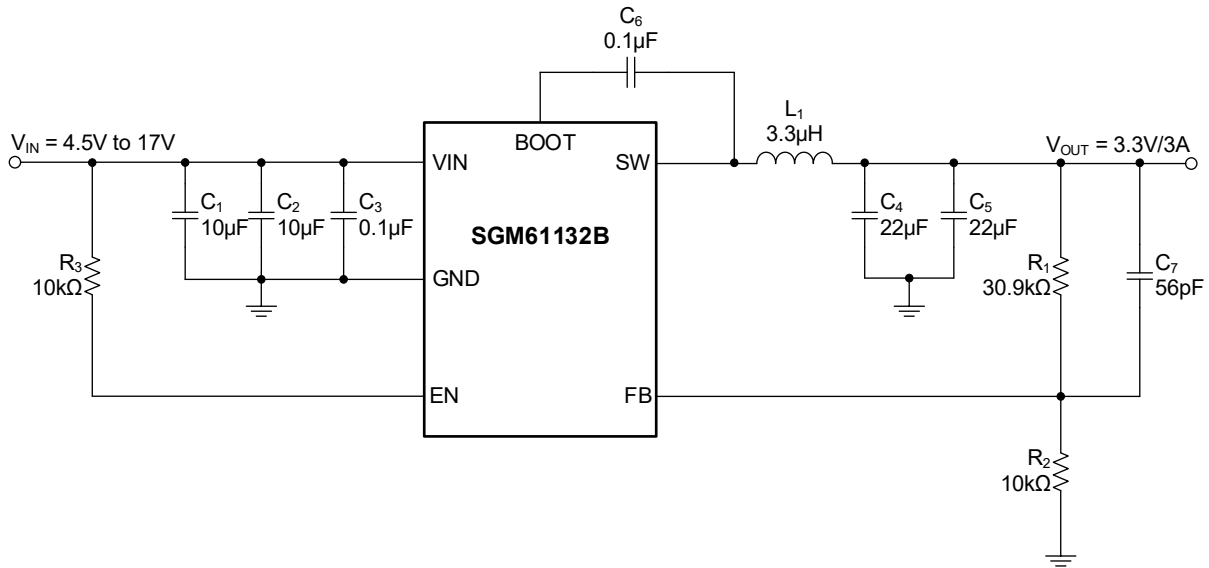 C6
0.1µF
L1
3.3µH
VIN = 4.5V to 17V
VOUT = 3.3V/3A
BOOT
VIN
SW
C1
10µF
C2
10µF
C3
0.1µF
SGM61132B
C4
22µF
C5
22µF
R3
10kΩ
GND
R1
30.9kΩ
C7
56pF
EN
FB
R2
10kΩ